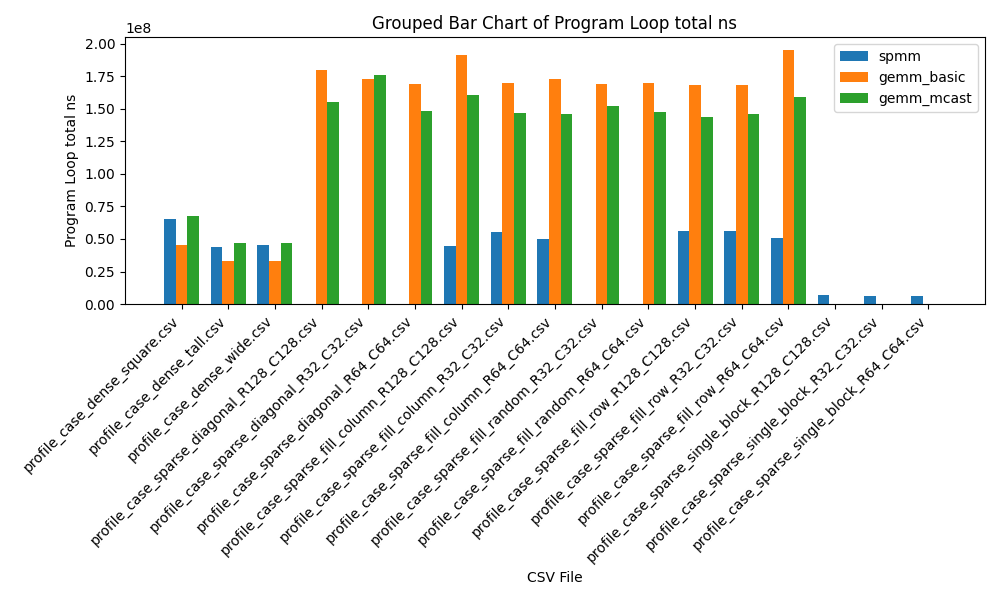 Grouped Bar Chart of Program Loop total ns
1e8
Program Loop total ns
2.00
1.75
1.50
1.25
1.00
0.75
0.50
0.25
0.00
spmm
gemm_basic
gemm_mcast
profile_case_dense_square.csv
profile_case_dense_tall.csv
profile_case_dense_wide.csv
profile_case_sparse_diagonal_R128_C128.csv
profile_case_sparse_diagonal_R32_C32.csv
profile_case_sparse_diagonal_R64_C64.csv
profile_case_sparse_fill_column_R128_C128.csv
profile_case_sparse_fill_column_R32_C32.csv
profile_case_sparse_fill_column_R64_C64.csv
profile_case_sparse_fill_random_R32_C32.csv
profile_case_sparse_fill_random_R64_C64.csv
profile_case_sparse_fill_row_R128_C128.csv
profile_case_sparse_fill_row_R32_C32.csv
profile_case_sparse_fill_row_R64_C64.csv
profile_case_sparse_single_block_R128_C128.csv
profile_case_sparse_single_block_R32_C32.csv
profile_case_sparse_single_block_R64_C64.csv
CSV File